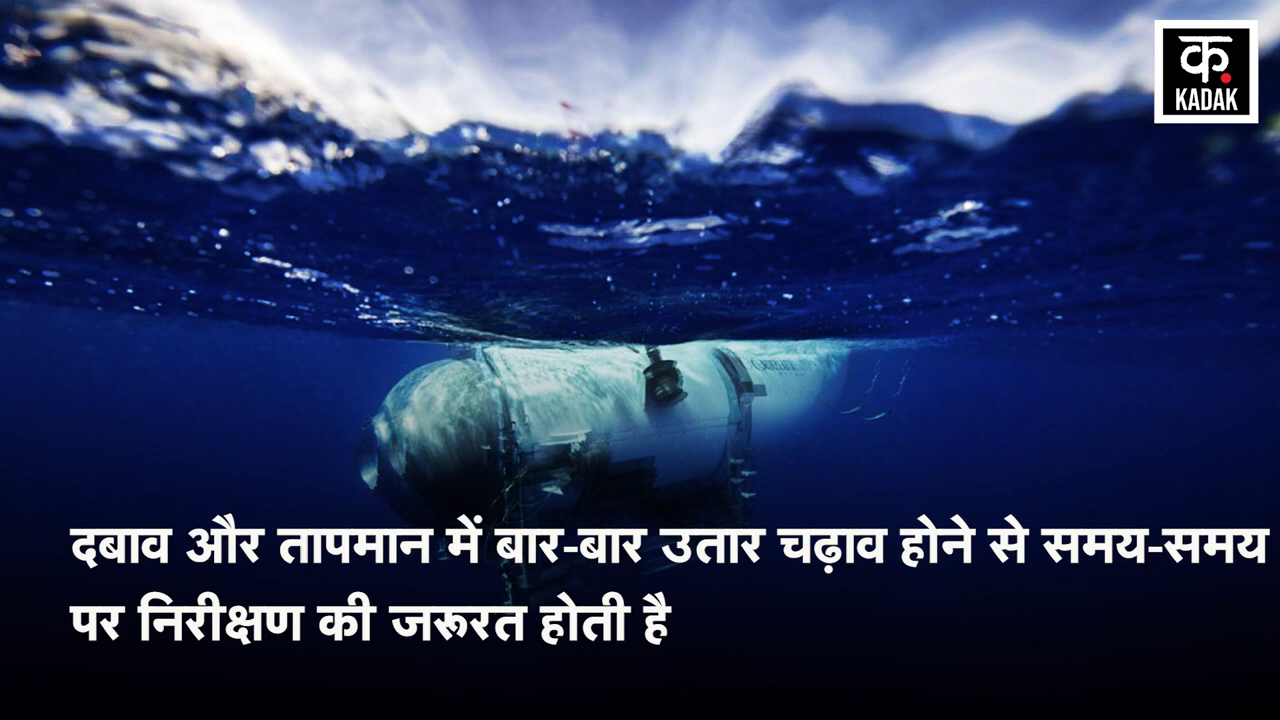 क.
KADAK
दबाव और तापमान में बार-बार उतार चढ़ाव होने से समय-समय
पर निरीक्षण की जरूरत होती है